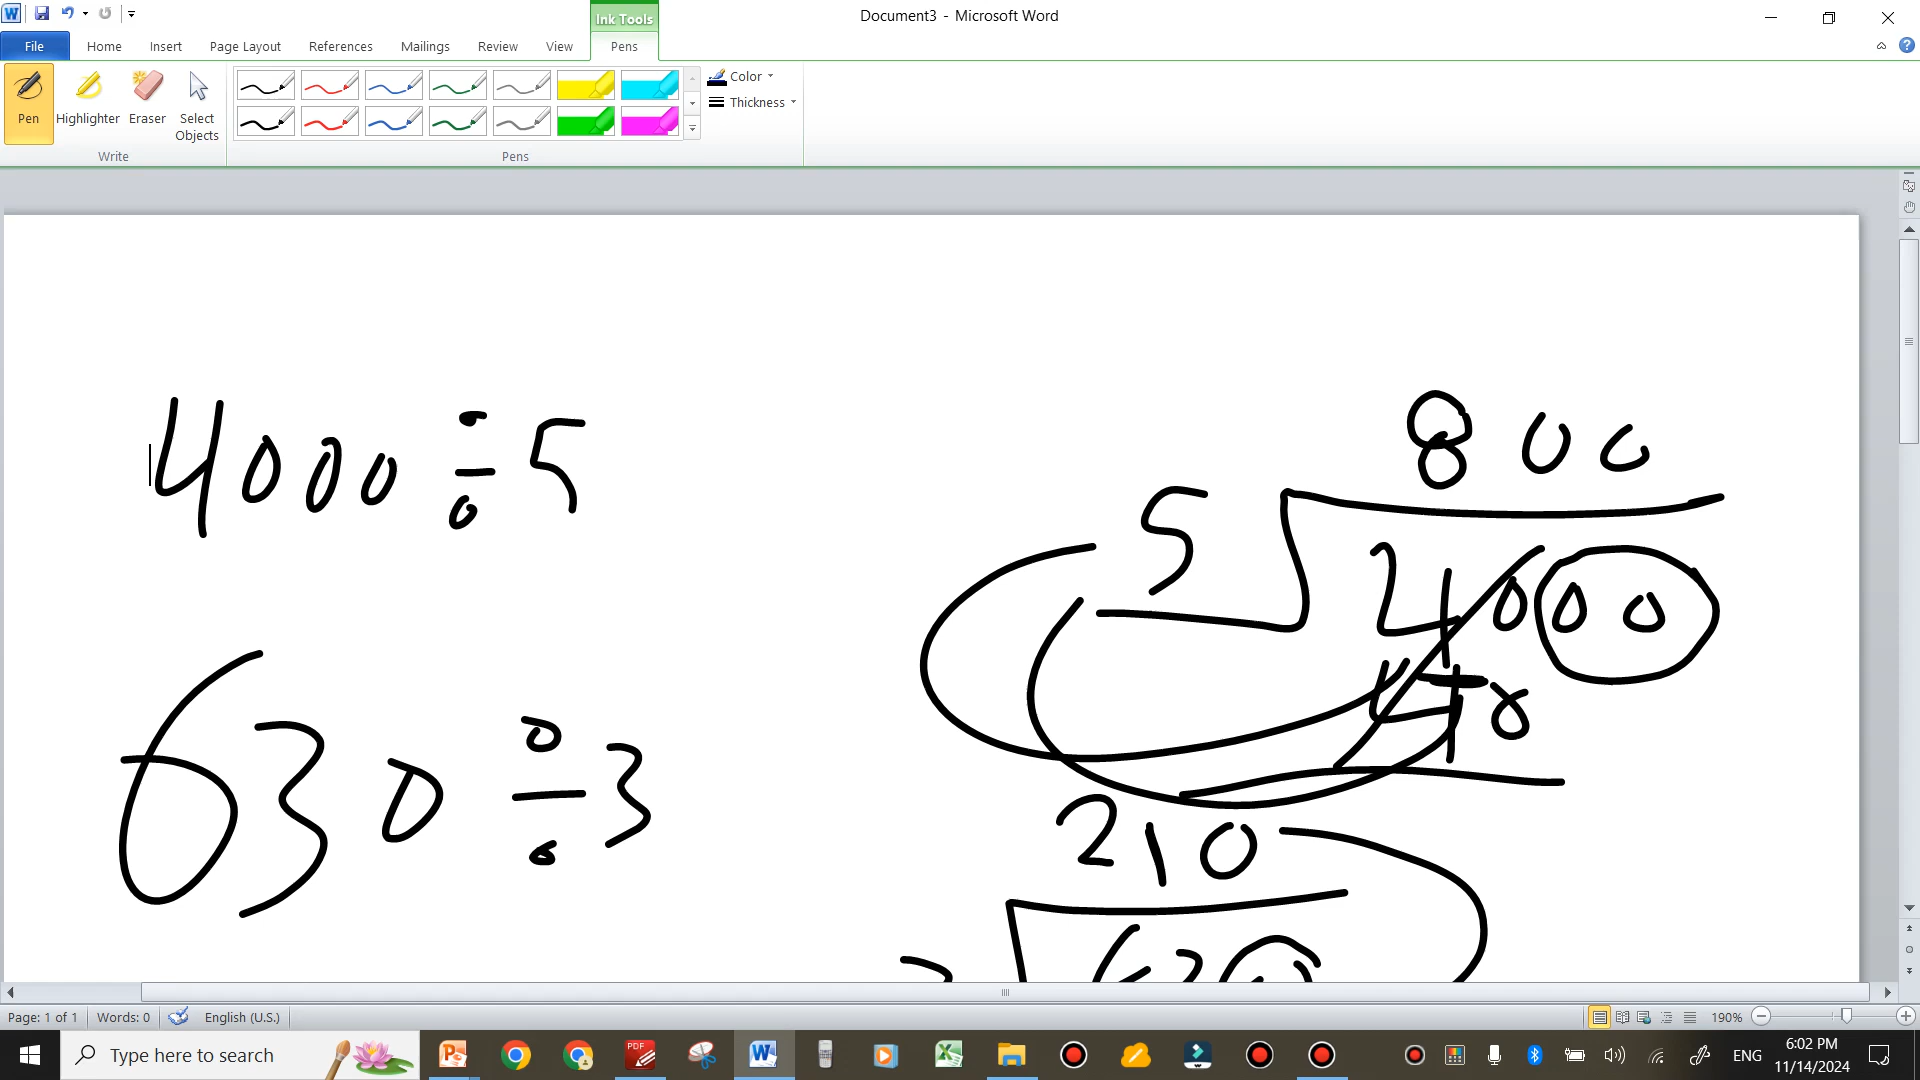 Document3 - Microsoft Word
Ink Tools
File Home Insert Page Layout References Mailings Review View Pens
Pen Highlighter Eraser Select Objects
Color
Thickness
Write Pens
4000 ÷ 5
800
5 4000
40
630 ÷ 3
210
630
Page: 1 of 1 Words: 0 English (U.S.) 190%
Type here to search
PDF
ENG
6:02 PM
11/14/2024